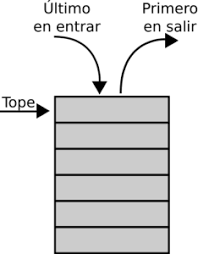 Último
en entrar
Primero
en salir
Tope